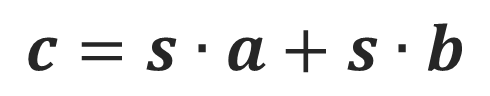 c = s · a + s · b